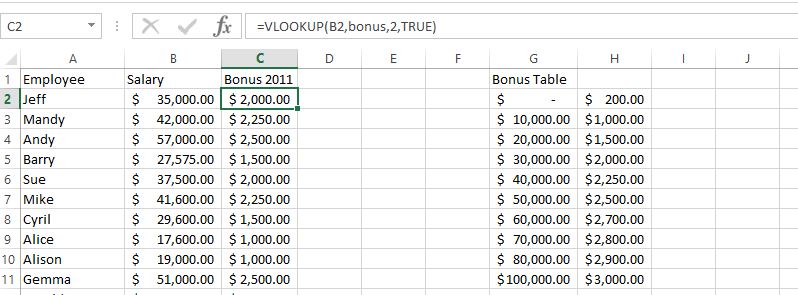 C2 fx =VLOOKUP(B2,bonus,2,TRUE)
A B C D E F G H I J
1 Employee Salary Bonus 2011 Bonus Table
2 Jeff $ 35,000.00 $ 2,000.00 $ - $ 200.00
3 Mandy $ 42,000.00 $ 2,250.00 $ 10,000.00 $1,000.00
4 Andy $ 57,000.00 $ 2,500.00 $ 20,000.00 $1,500.00
5 Barry $ 27,575.00 $ 1,500.00 $ 30,000.00 $2,000.00
6 Sue $ 37,500.00 $ 2,000.00 $ 40,000.00 $2,250.00
7 Mike $ 41,600.00 $ 2,250.00 $ 50,000.00 $2,500.00
8 Cyril $ 29,600.00 $ 1,500.00 $ 60,000.00 $2,700.00
9 Alice $ 17,600.00 $ 1,000.00 $ 70,000.00 $2,800.00
10 Alison $ 19,000.00 $ 1,000.00 $ 80,000.00 $2,900.00
11 Gemma $ 51,000.00 $ 2,500.00 $100,000.00 $3,000.00